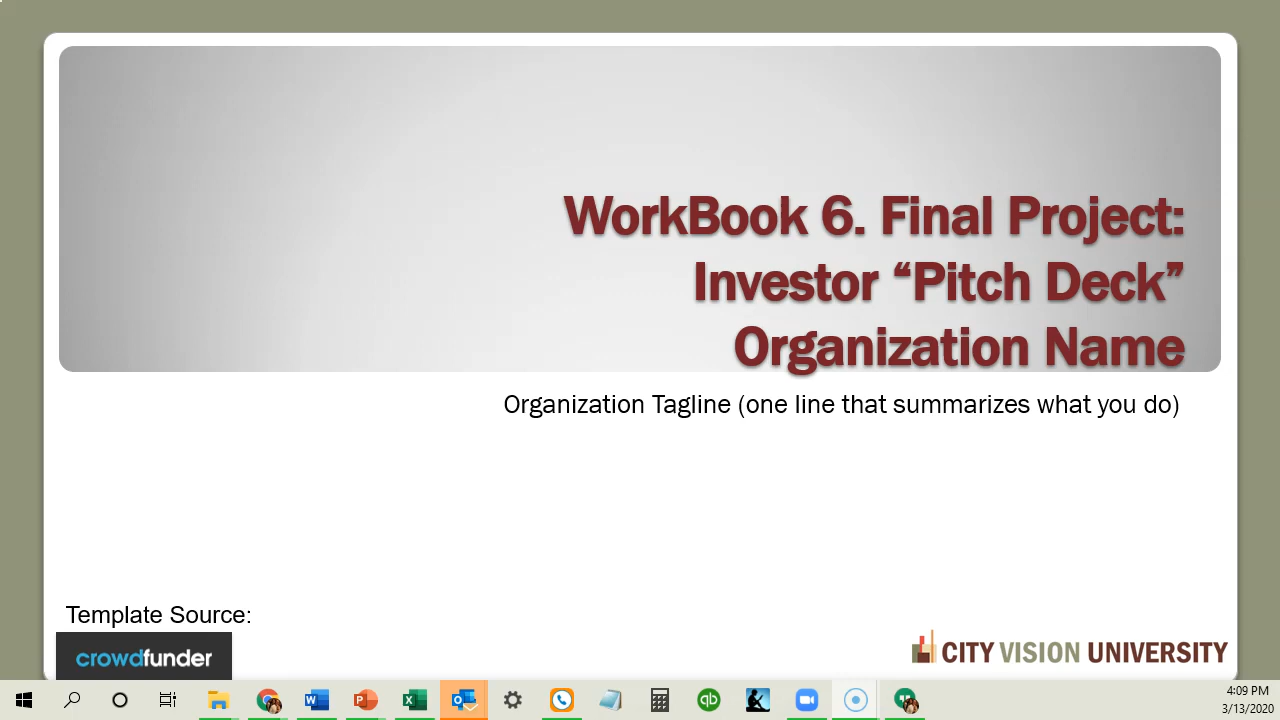 WorkBook 6. Final Project:
Investor “Pitch Deck”
Organization Name
Organization Tagline (one line that summarizes what you do)
Template Source:
crowdfunder
CITY VISION UNIVERSITY
4:09 PM
3/13/2020